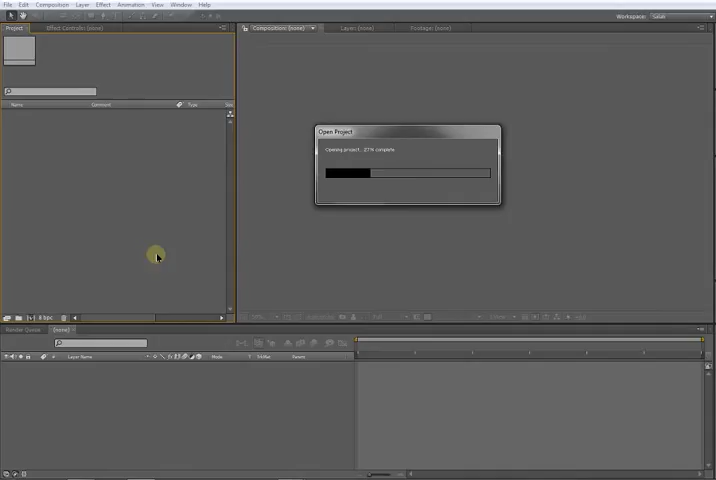 File Edit Composition Layer Effect Animation View Window Help
Workspace:
Project Effect Controls: (none) Composition: (none) Layer: (none) Footage: (none)
Name Comment Type Size
Open Project
Opening project. 27% complete
8 bpc
Render Queue (none)
Layer Name Mode T TrkMat Parent